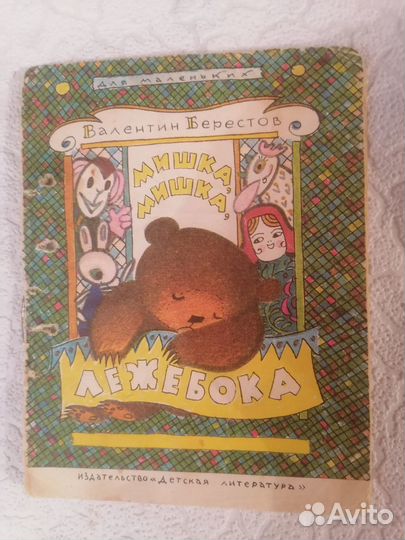 для маленьких
Валентин Берестов
МИШКА,
МИШКА,
ЛЕЖЕБОКА
издательство «Детская литература»
Avito